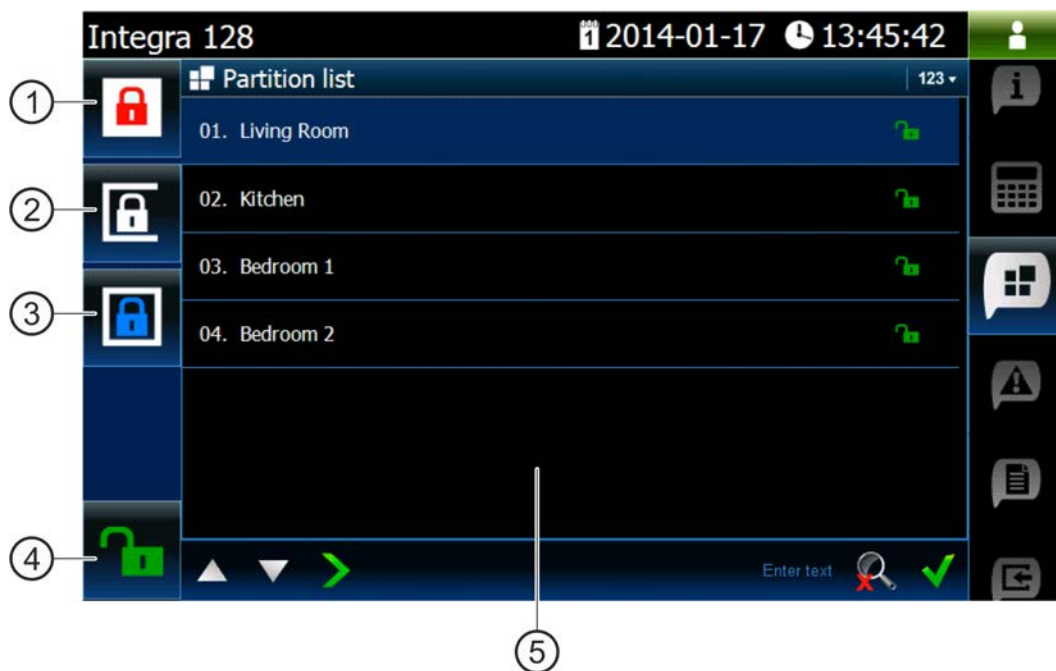 Integra 128 1 2014-01-17 13:45:42
Partition list 123
1
01. Living Room
2
02. Kitchen
3
03. Bedroom 1
04. Bedroom 2
4
Enter text
5